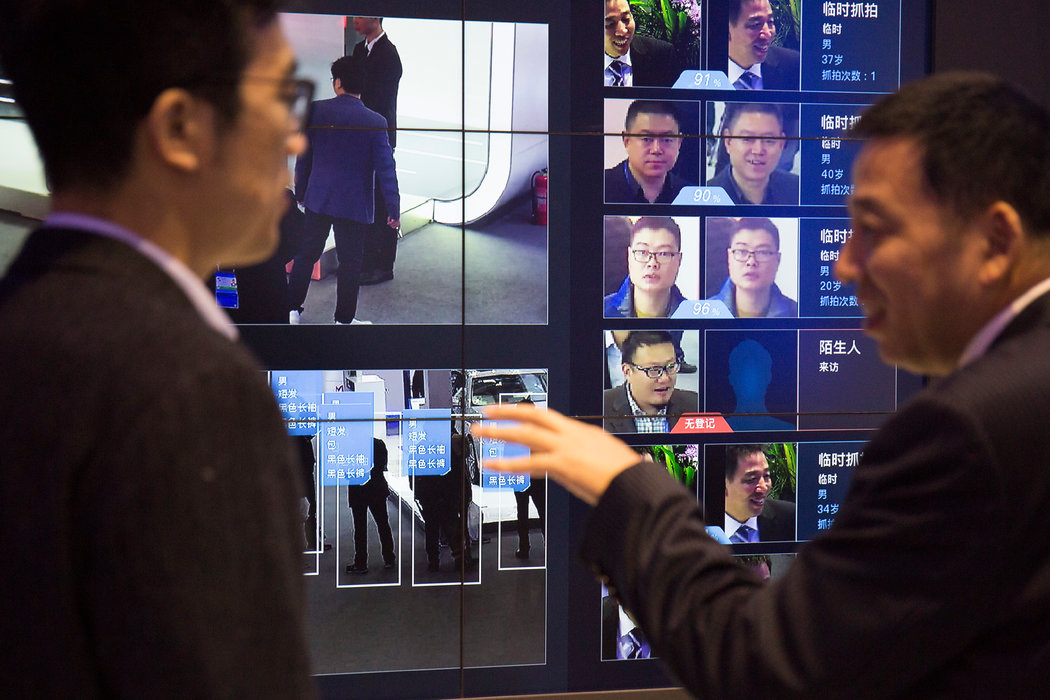 临时抓拍
临时
男
37岁
抓拍次数：1
91 %
临时抓
临时
男
40岁
抓拍次
90 %
临时
临时
男
20岁
抓拍次数
96 %
陌生人
来访
无登记
临时抓
临时
男
34岁
抓
男
短发
黑色长袖
黑色长裤
男
短发
包
黑色长袖
黑色长裤
男
短发
黑色长袖
黑色长裤
包
黑色长裤